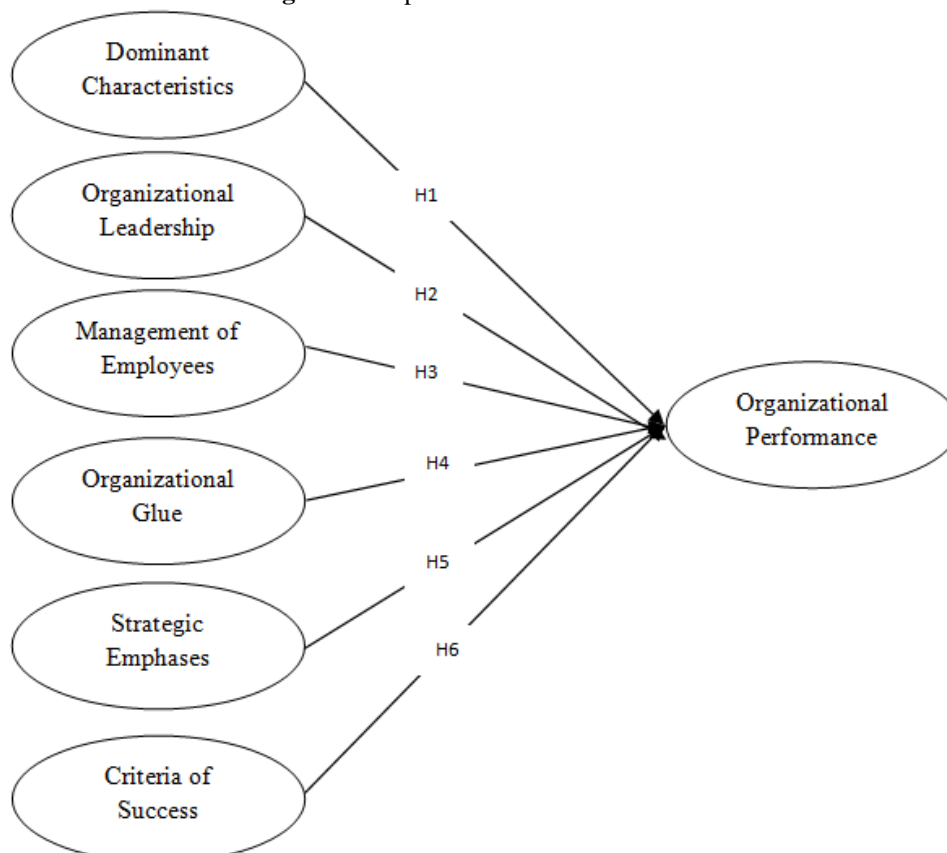 Dominant
Characteristics
H1
Organizational
Leadership
H2
Management of
Employees
H3
Organizational
Performance
Organizational
Glue
H4
Strategic
Emphases
H5
H6
Criteria of
Success